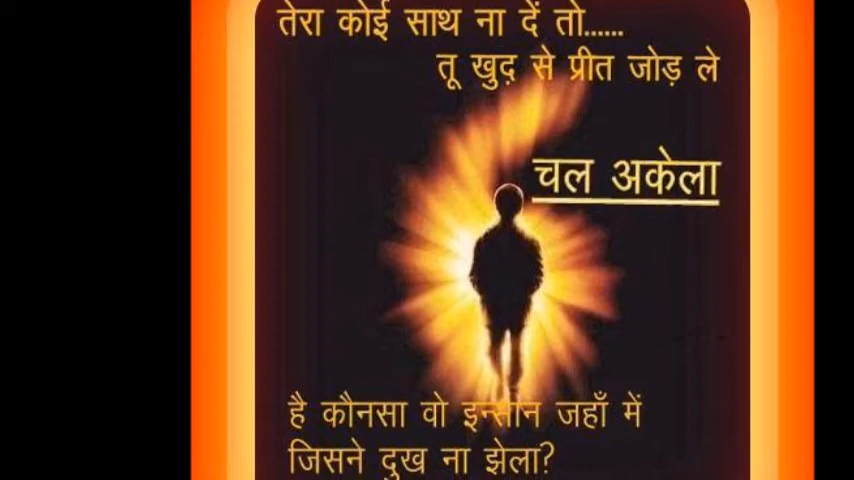 तेरा कोई साथ ना दें तो......
तू खुद़ से प्रीत जोड़ ले
चल अकेला
है कौनसा वो इन्सान जहाँ में
जिसने दुख ना झेला?